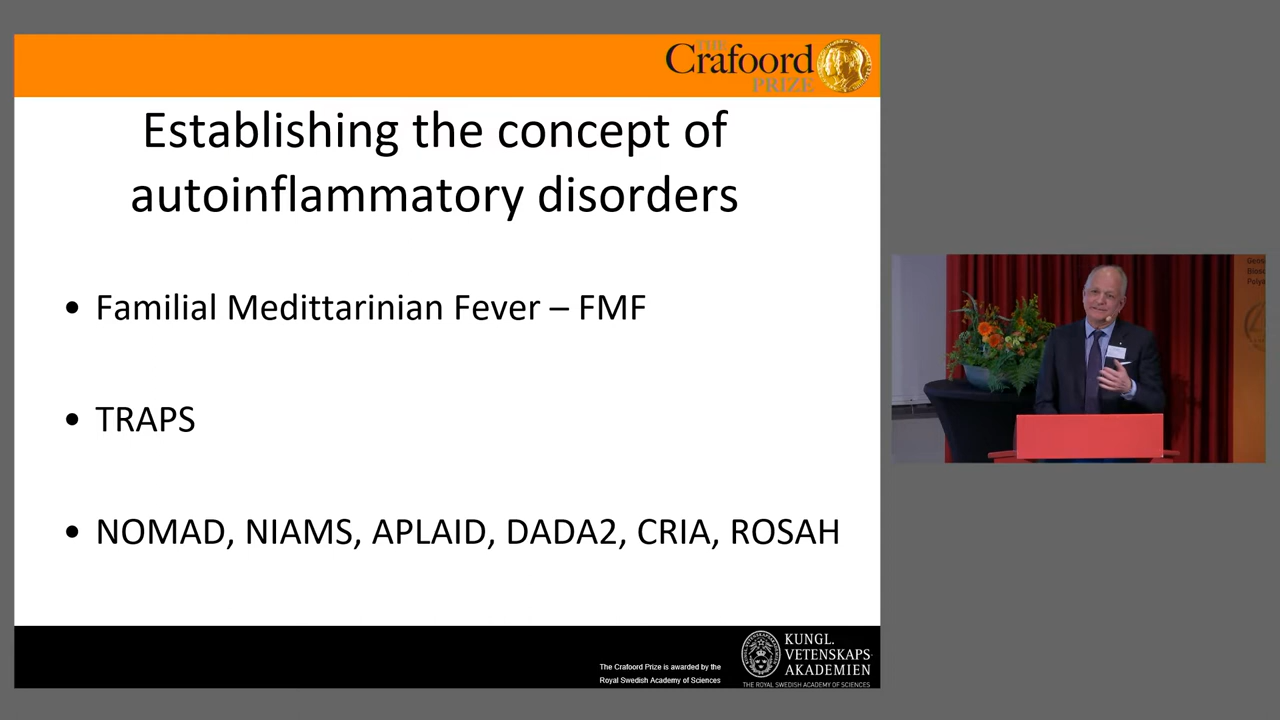 THE
Crafoord
PRIZE
Establishing the concept of
autoinflammatory disorders
• Familial Medittarinian Fever – FMF
• TRAPS
• NOMAD, NIAMS, APLAID, DADA2, CRIA, ROSAH
The Crafoord Prize is awarded by the
Royal Swedish Academy of Sciences
KUNGL.
VETENSKAPS-
AKADEMIEN
THE ROYAL SWEDISH ACADEMY OF SCIENCES